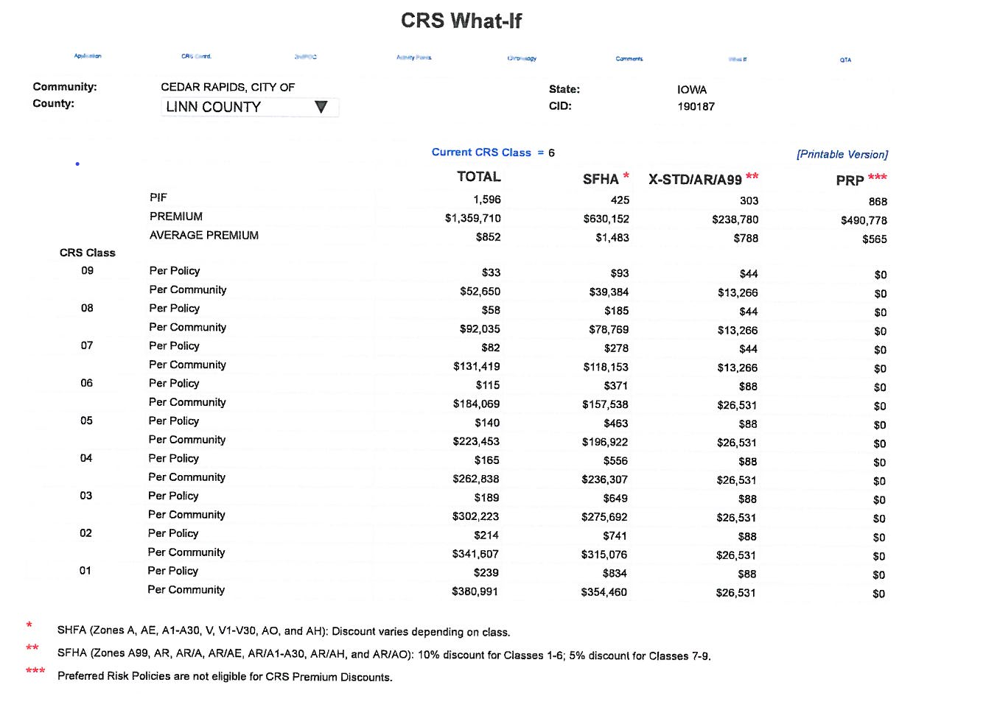 CRS What-If
Application CRS Coord. Activity Points Chronology Comments What If QTA
Community: CEDAR RAPIDS, CITY OF State: IOWA
County: LINN COUNTY ▼ CID: 190187
Current CRS Class = 6 [Printable Version]
TOTAL SFHA * X-STD/AR/A99 ** PRP ***
PIF 1,596 425 303 868
PREMIUM $1,359,710 $630,152 $238,780 $490,778
AVERAGE PREMIUM $852 $1,483 $788 $565
CRS Class
09 Per Policy $33 $93 $44 $0
Per Community $52,650 $39,384 $13,266 $0
08 Per Policy $58 $185 $44 $0
Per Community $92,035 $78,769 $13,266 $0
07 Per Policy $82 $278 $44 $0
Per Community $131,419 $118,153 $13,266 $0
06 Per Policy $115 $371 $88 $0
Per Community $184,069 $157,538 $26,531 $0
05 Per Policy $140 $463 $88 $0
Per Community $223,453 $196,922 $26,531 $0
04 Per Policy $165 $556 $88 $0
Per Community $262,838 $236,307 $26,531 $0
03 Per Policy $189 $649 $88 $0
Per Community $302,223 $275,692 $26,531 $0
02 Per Policy $214 $741 $88 $0
Per Community $341,607 $315,076 $26,531 $0
01 Per Policy $239 $834 $88 $0
Per Community $380,991 $354,460 $26,531 $0
* SHFA (Zones A, AE, A1-A30, V, V1-V30, AO, and AH): Discount varies depending on class.
** SFHA (Zones A99, AR, AR/A, AR/AE, AR/A1-A30, AR/AH, and AR/AO): 10% discount for Classes 1-6; 5% discount for Classes 7-9.
*** Preferred Risk Policies are not eligible for CRS Premium Discounts.